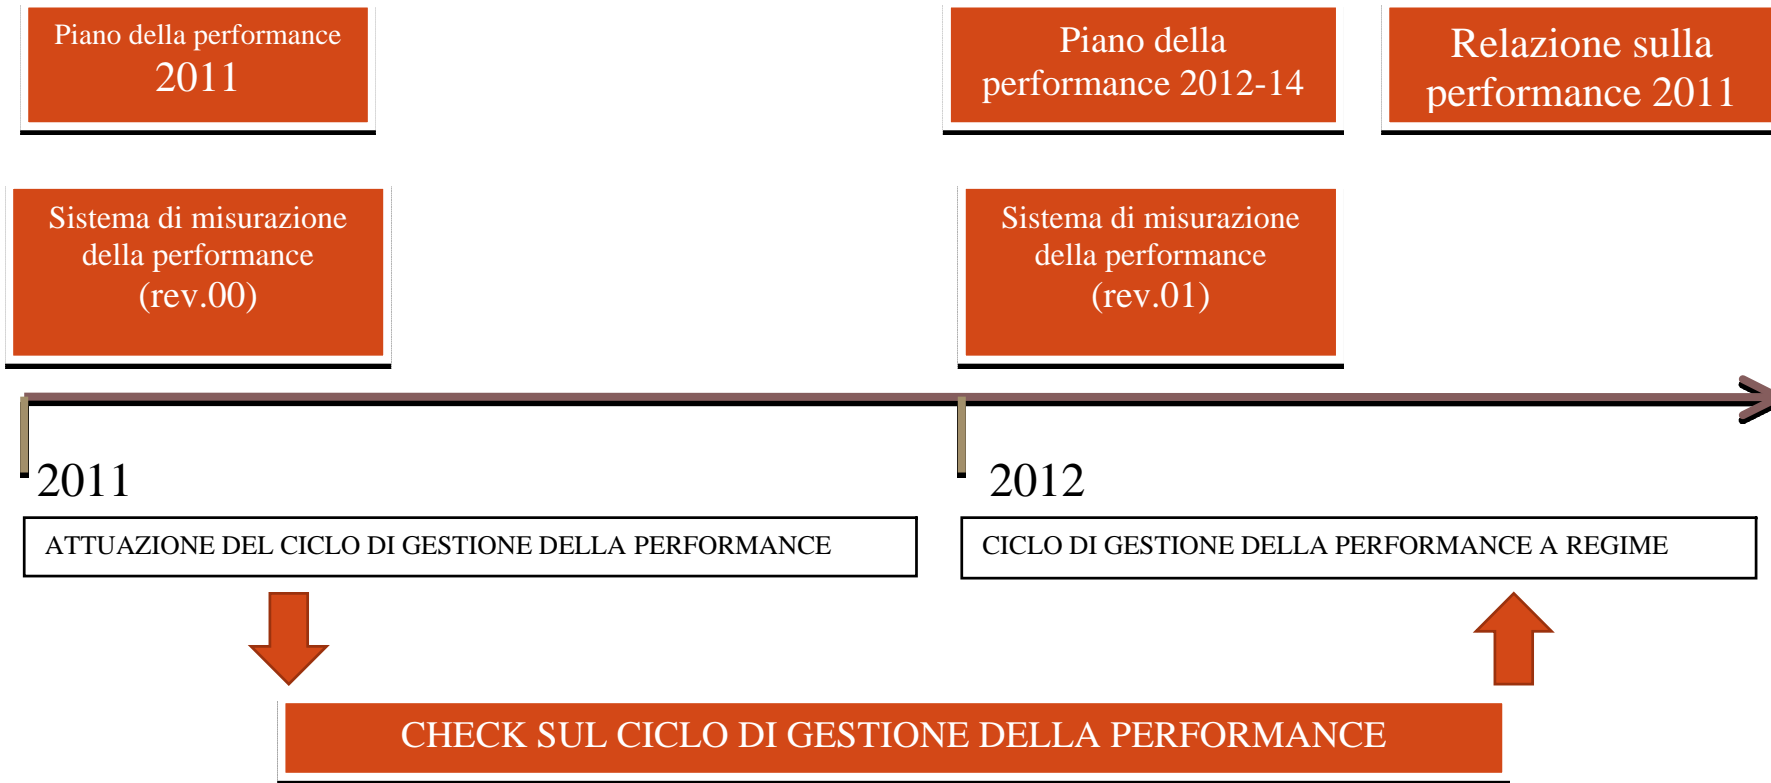 Piano della performance
2011
Piano della
performance 2012-14
Relazione sulla
performance 2011
Sistema di misurazione
della performance
(rev.00)
Sistema di misurazione
della performance
(rev.01)
2011
2012
ATTUAZIONE DEL CICLO DI GESTIONE DELLA PERFORMANCE
CICLO DI GESTIONE DELLA PERFORMANCE A REGIME
CHECK SUL CICLO DI GESTIONE DELLA PERFORMANCE